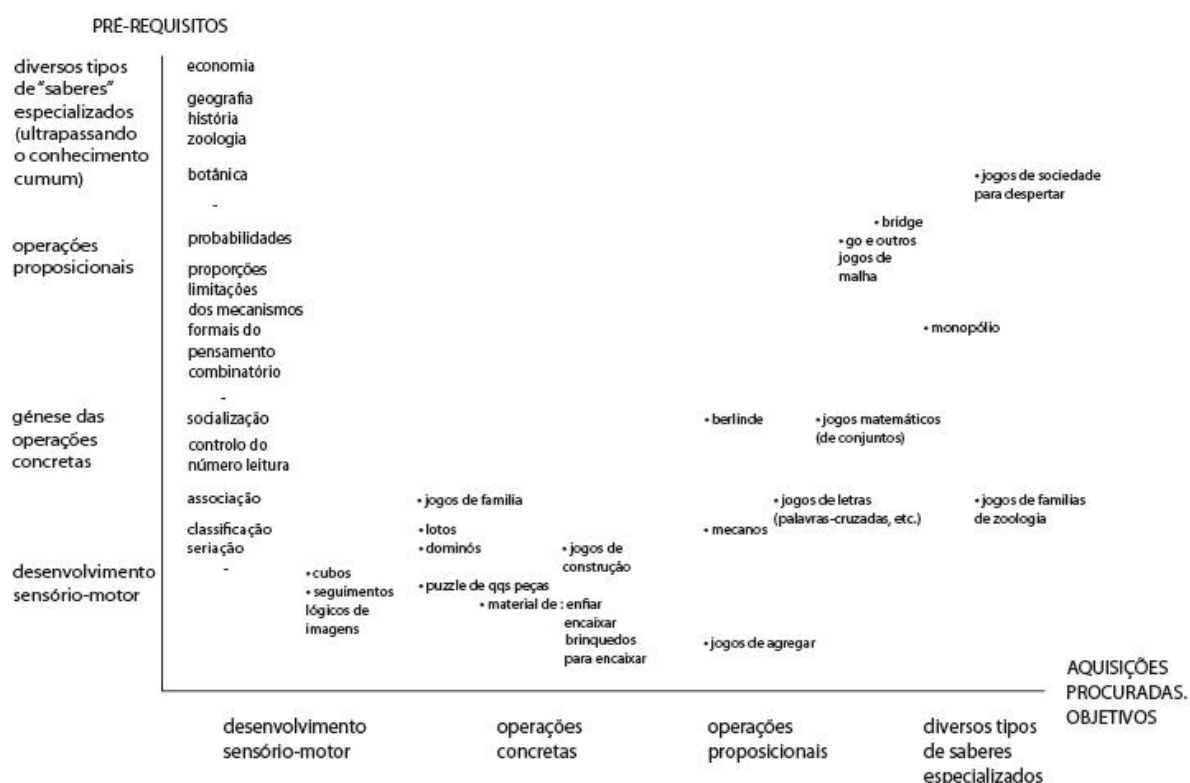 PRÉ-REQUISITOS
diversos tipos
de "saberes"
especializados
(ultrapassando
o conhecimento
cumum)
economia
geografia
história
zoologia
botânica
-
• jogos de sociedade
para despertar
operações
proposicionais
probabilidades
proporções
limitações
dos mecanismos
formais do
pensamento
combinatório
-
• bridge
• go e outros
jogos de
malha
• monopólio
génese das
operações
concretas
socialização
controlo do
número leitura
• berlinde
• jogos matemáticos
(de conjuntos)
associação
• jogos de família
• jogos de letras
(palavras-cruzadas, etc.)
• jogos de famílias
de zoologia
classificação
seriação
-
• lotos
• dominós
• mecanos
• jogos de
construção
desenvolvimento
sensório-motor
• cubos
• seguimentos
lógicos de
imagens
• puzzle de qqs peças
• material de : enfiar
encaixar
brinquedos
para encaixar
• jogos de agregar
AQUISIÇÕES
PROCURADAS.
OBJETIVOS
desenvolvimento
sensório-motor
operações
concretas
operações
proposicionais
diversos tipos
de saberes
especializados